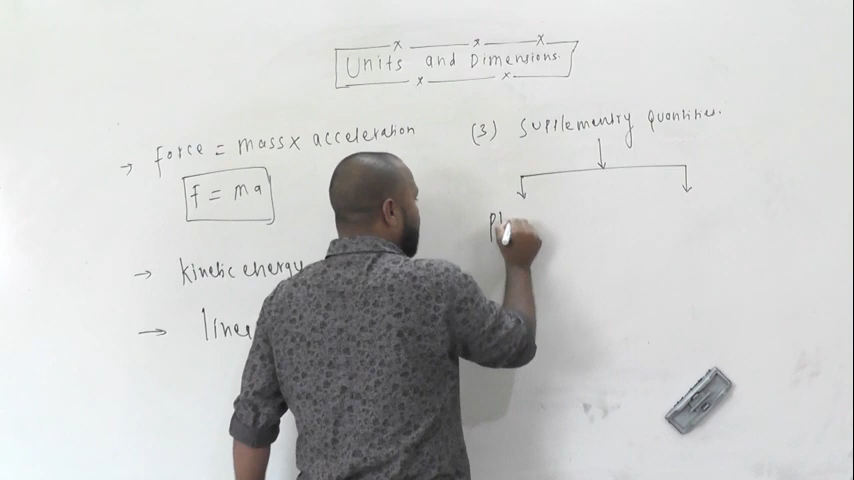 Units and Dimensions.
→ force = mass x acceleration
f = ma
→ kinetic energy
→
(3) Supplementry quantities.